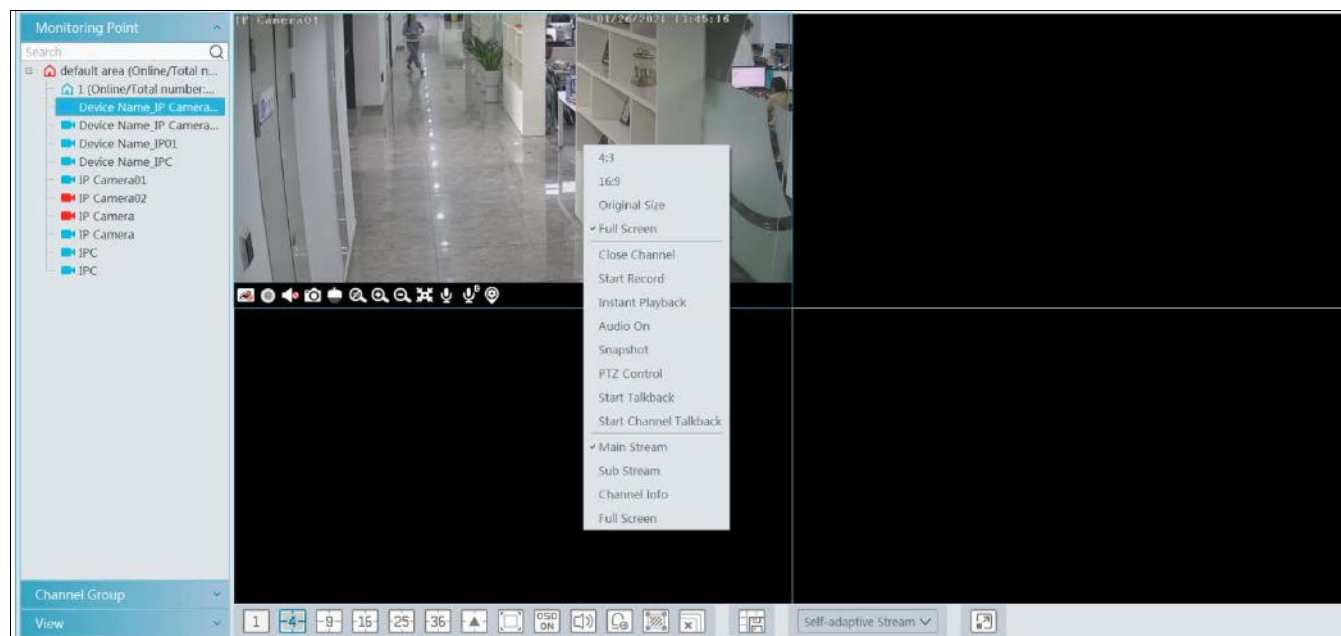 Monitoring Point
Search
default area (Online/Total n...
1 (Online/Total number:...
Device Name_IP Camera...
Device Name_IP Camera...
Device Name_IP01
Device Name_IPC
IP Camera01
IP Camera02
IP Camera
IP Camera
IPC
IPC
Channel Group
View
IP Camera01
01/26/2021 13:45:16
4:3
16:9
Original Size
Full Screen
Close Channel
Start Record
Instant Playback
Audio On
Snapshot
PTZ Control
Start Talkback
Start Channel Talkback
Main Stream
Sub Stream
Channel Info
Full Screen
1 4 9 16 25 36 OSD ON Self-adaptive Stream